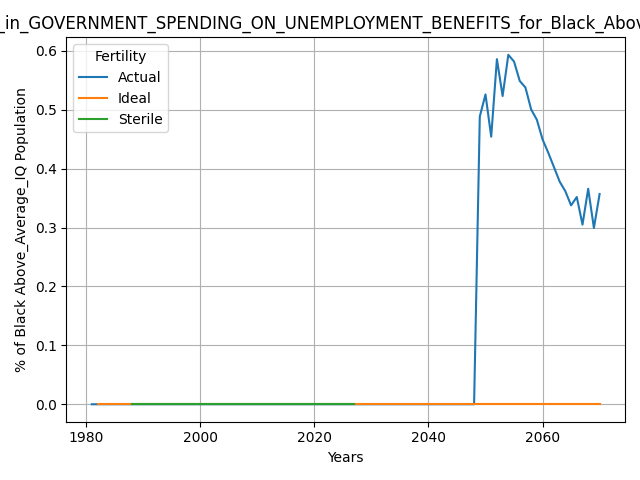 _in_GOVERNMENT_SPENDING_ON_UNEMPLOYMENT_BENEFITS_for_Black_Abov
Fertility
Actual
Ideal
Sterile
% of Black Above_Average_IQ Population
0.6
0.5
0.4
0.3
0.2
0.1
0.0
1980 2000 2020 2040 2060
Years